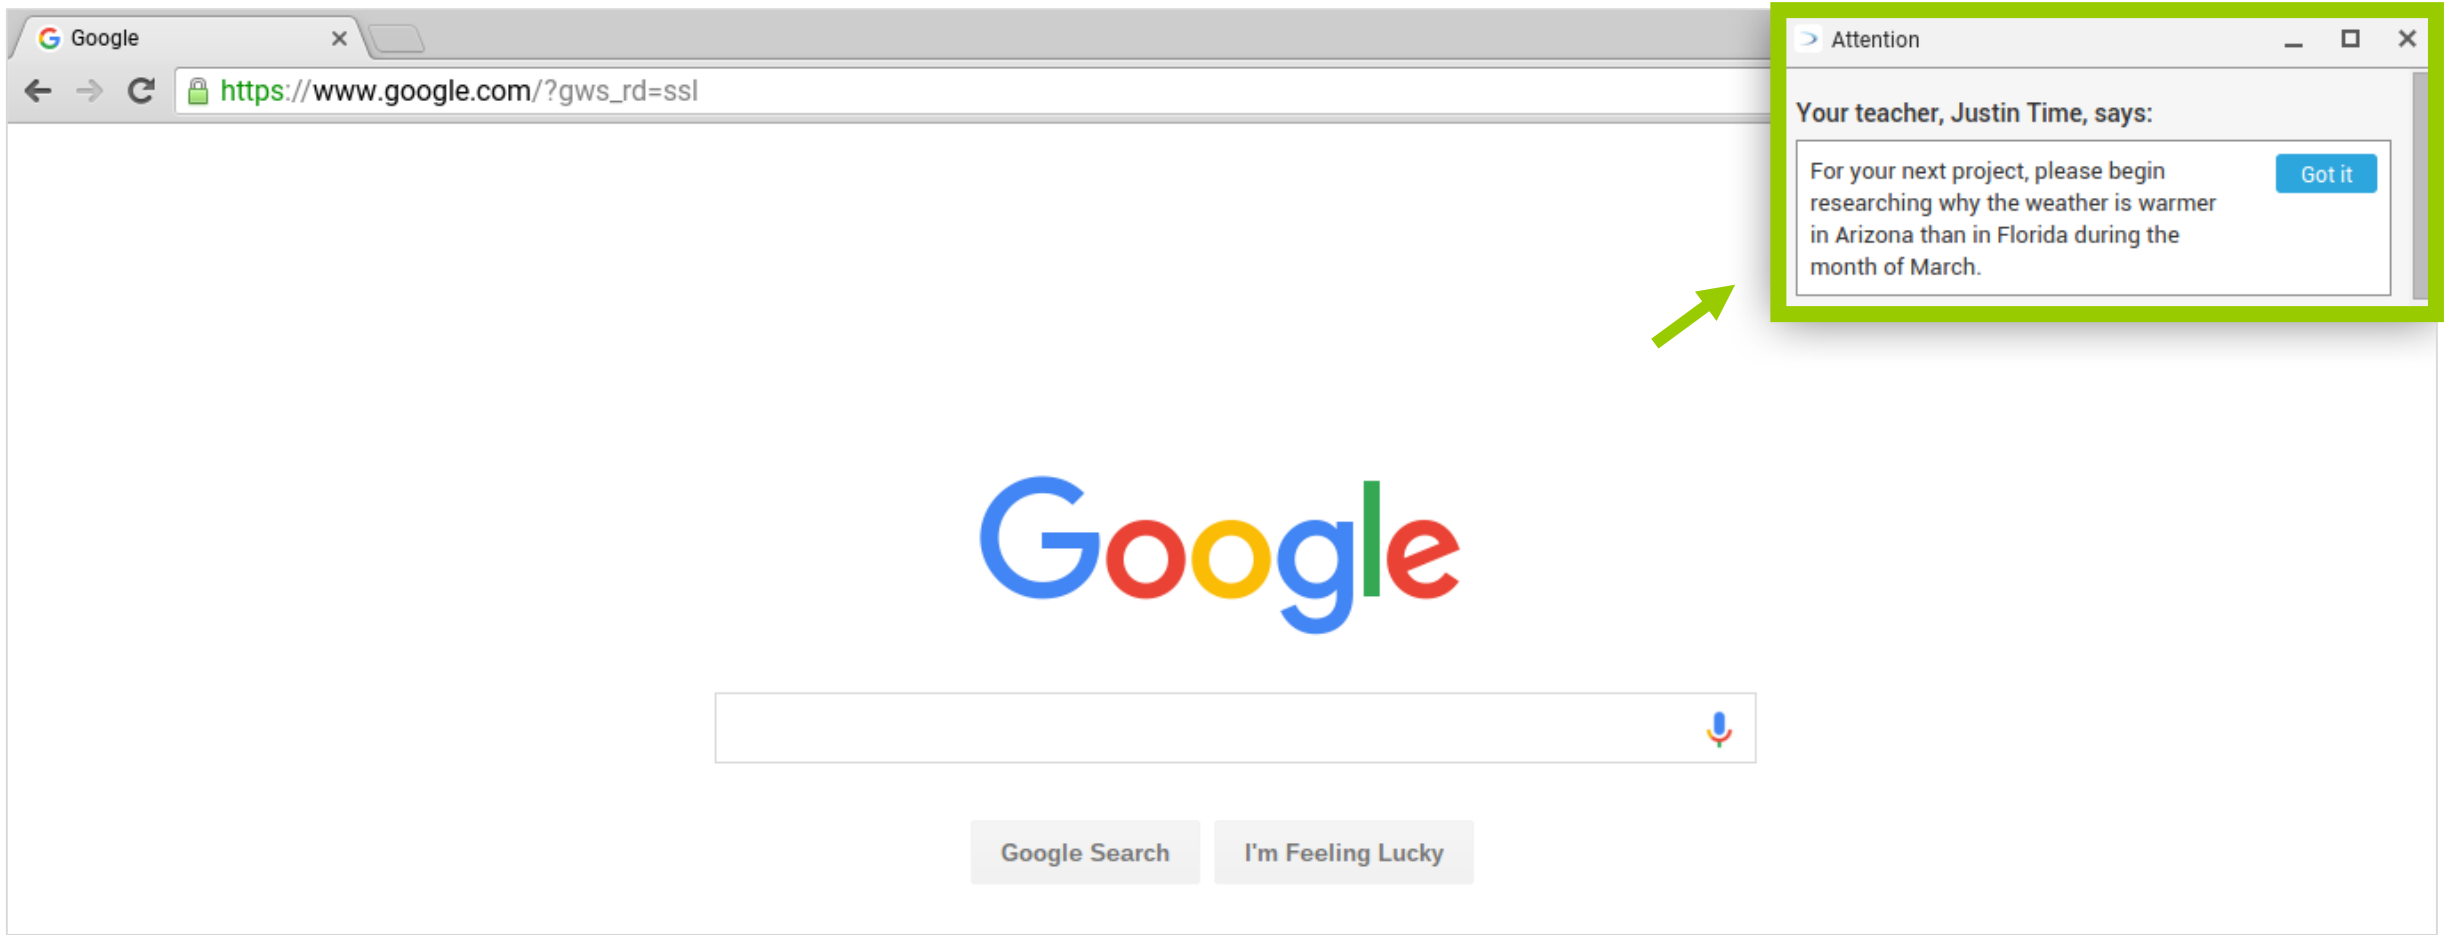 Google
https://www.google.com/?gws_rd=ssl
Attention
Your teacher, Justin Time, says:
For your next project, please begin
researching why the weather is warmer
in Arizona than in Florida during the
month of March.
Got it
Google
Google Search
I'm Feeling Lucky